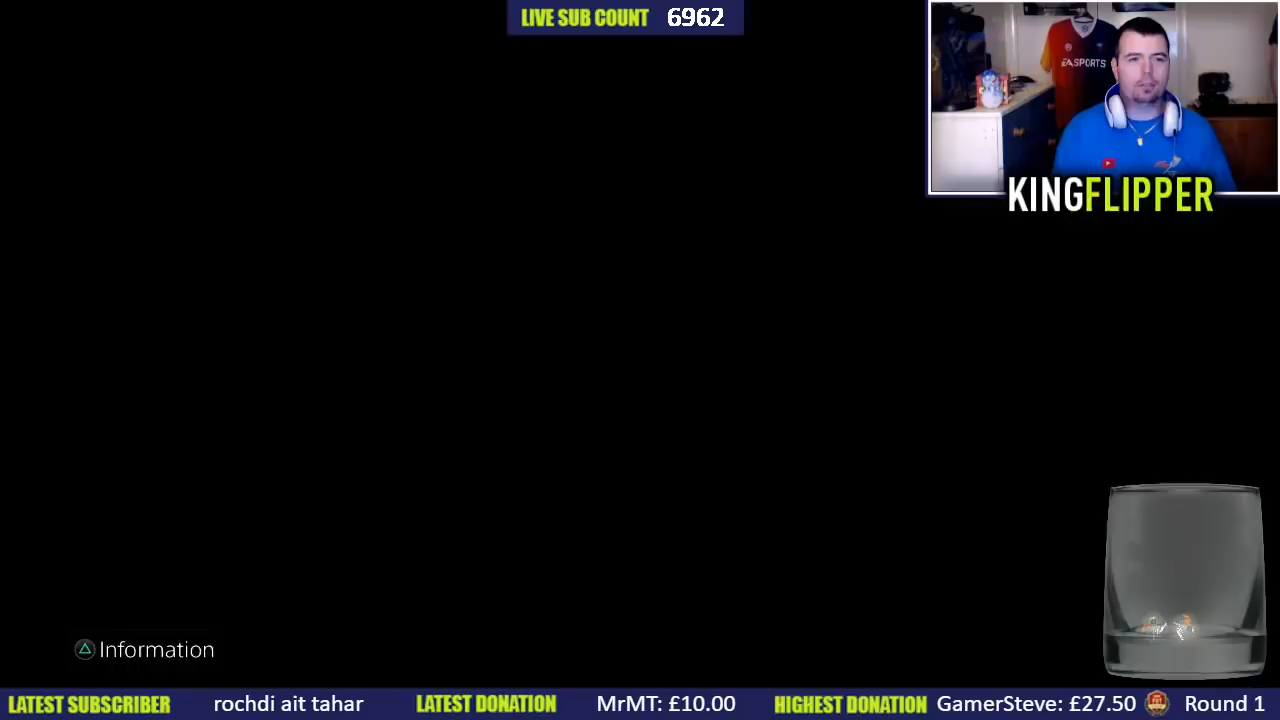 LIVE SUB COUNT 6962
EA SPORTS
KINGFLIPPER
Information
LATEST SUBSCRIBER rochdi ait tahar LATEST DONATION MrMT: £10.00 HIGHEST DONATION GamerSteve: £27.50 Round 1